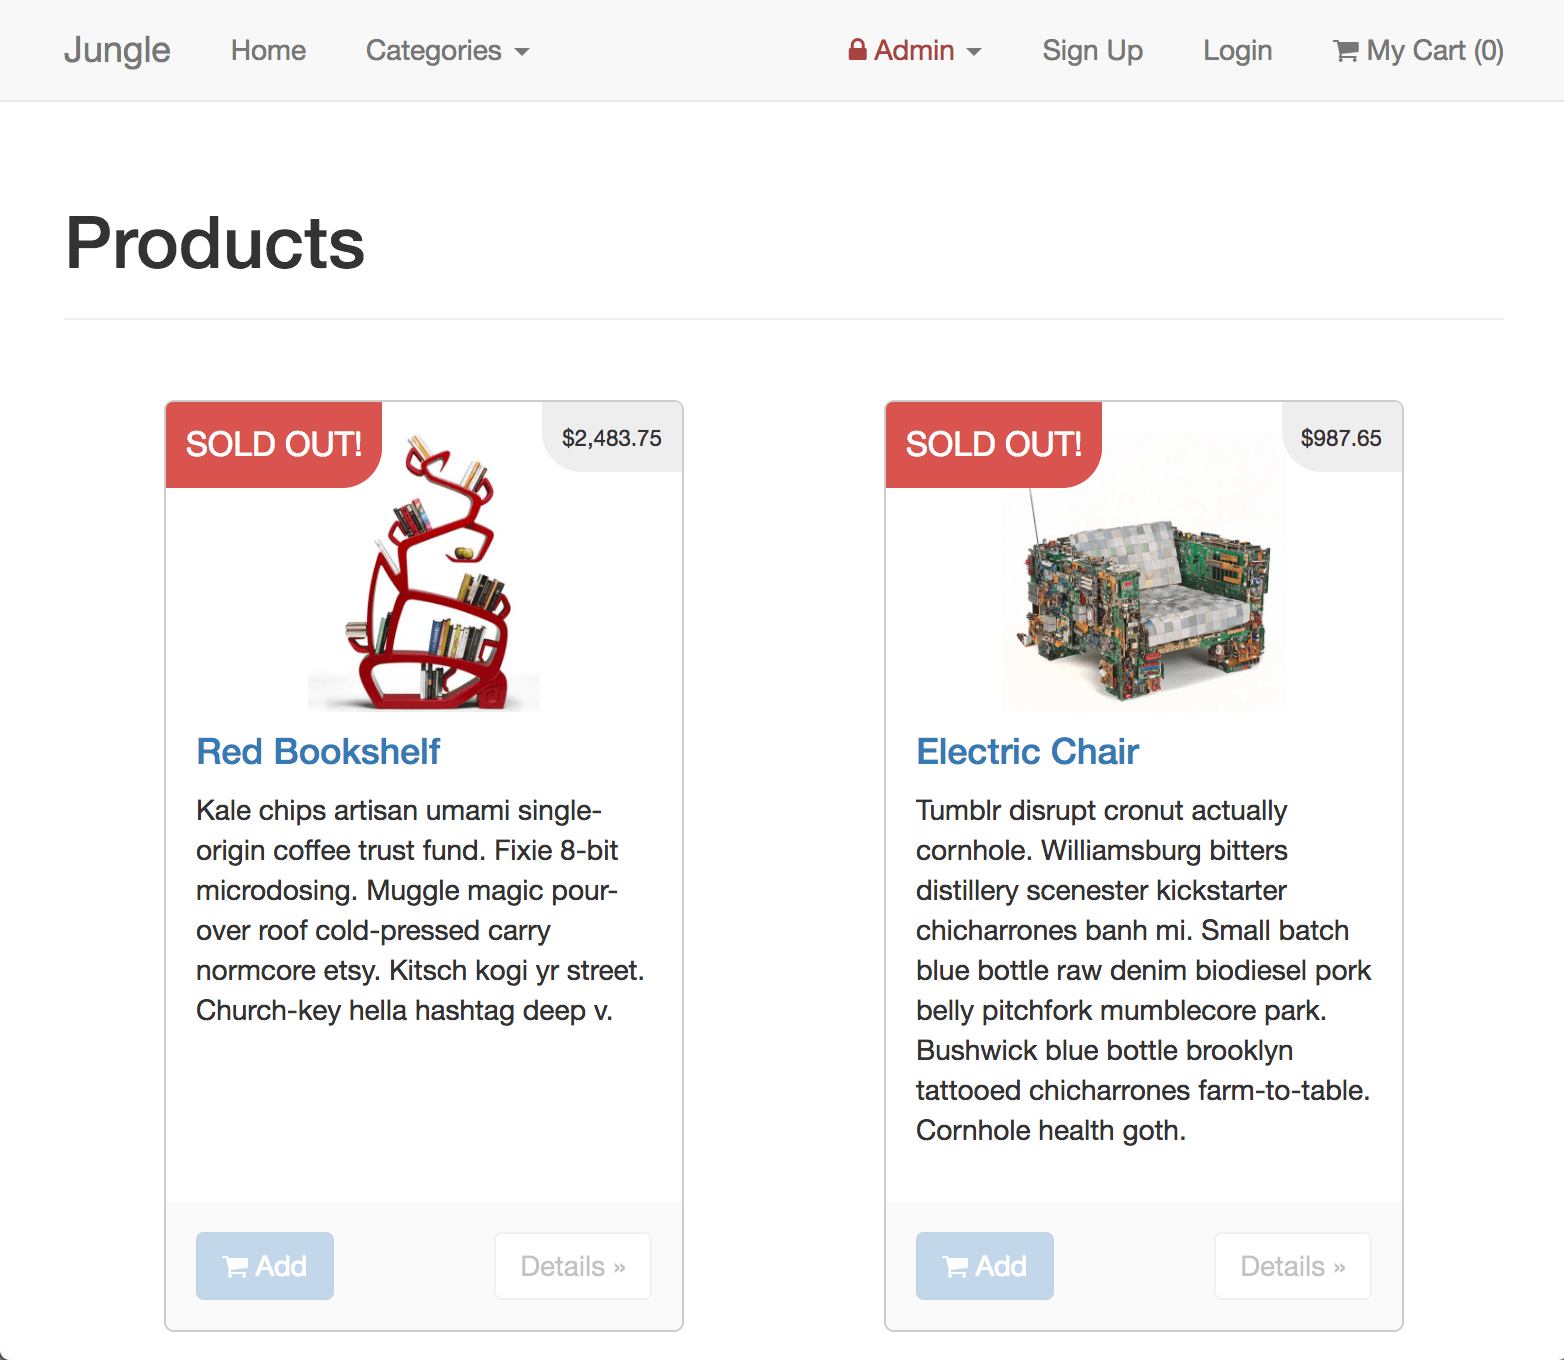 Jungle Home Categories Admin Sign Up Login My Cart (0)
Products
SOLD OUT! $2,483.75
Red Bookshelf
Kale chips artisan umami single-
origin coffee trust fund. Fixie 8-bit
microdosing. Muggle magic pour-
over roof cold-pressed carry
normcore etsy. Kitsch kogi yr street.
Church-key hella hashtag deep v.
Add Details »
SOLD OUT! $987.65
Electric Chair
Tumblr disrupt cronut actually
cornhole. Williamsburg bitters
distillery scenester kickstarter
chicharrones banh mi. Small batch
blue bottle raw denim biodiesel pork
belly pitchfork mumblecore park.
Bushwick blue bottle brooklyn
tattooed chicharrones farm-to-table.
Cornhole health goth.
Add Details »